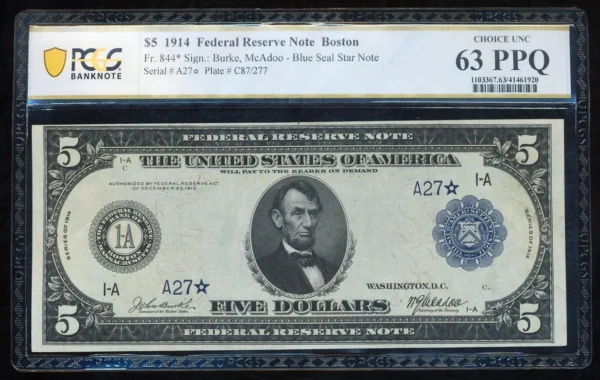 PCGS
BANKNOTE
$5 1914 Federal Reserve Note Boston
Fr. 844* Sign.: Burke, McAdoo - Blue Seal Star Note
Serial # A27☆ Plate # C87/277
CHOICE UNC
63 PPQ
1103367.63/41461920
FEDERAL RESERVE NOTE
5
5
I-A
C
THE UNITED STATES OF AMERICA
WILL PAY TO THE BEARER ON DEMAND
AUTHORIZED BY FEDERAL RESERVE ACT
OF DECEMBER 23, 1913
A27☆
I-A
SERIES OF 1914
1-A
SERIES OF 1914
I-A
A27☆
WASHINGTON, D.C.
C
5
FIVE DOLLARS
5
FEDERAL RESERVE NOTE